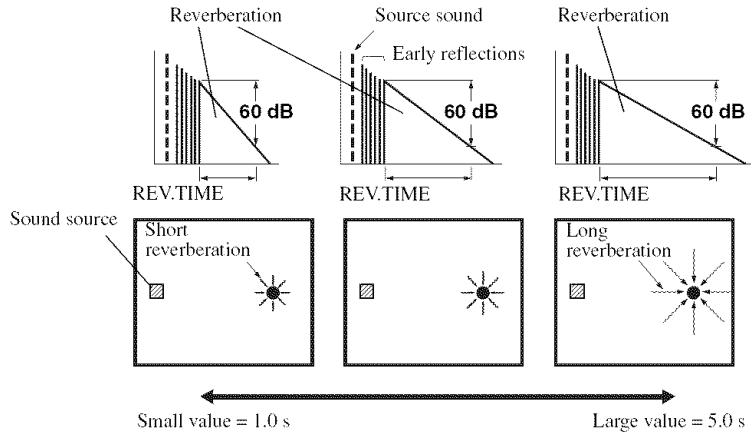 Reverberation
Source sound
Reverberation
Early reflections
60 dB
60 dB
60 dB
REV.TIME
REV.TIME
REV.TIME
Sound source
Short
reverberation
Long
reverberation
Small value = 1.0 s
Large value = 5.0 s